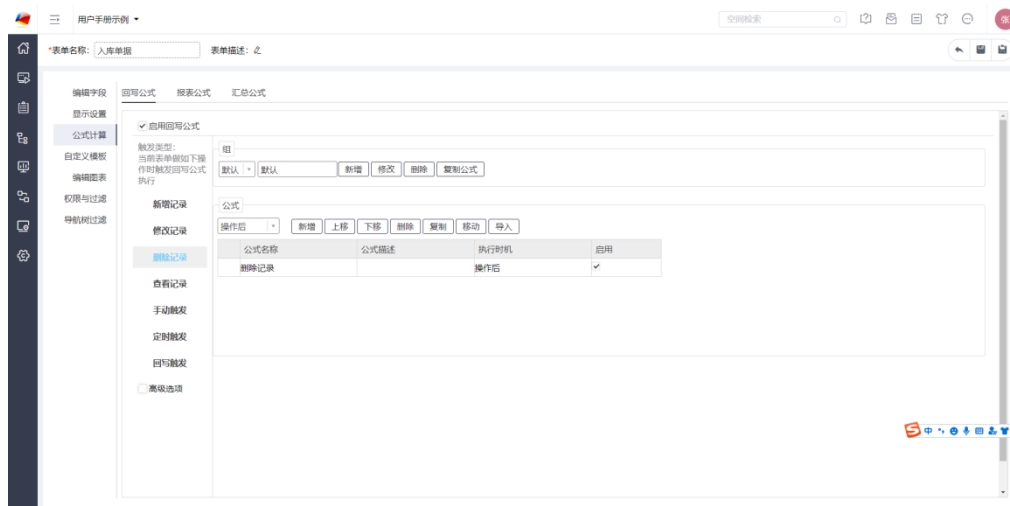 用户手册示例
空间检索
张
*表单名称: 入库单据 表单描述:
编辑字段
显示设置
公式计算
自定义模板
编辑图表
权限与过滤
导航树过滤
回写公式 报表公式 汇总公式
启用回写公式
触发类型:
当前表单做如下操
作时触发回写公式
执行
新增记录
修改记录
删除记录
查看记录
手动触发
定时触发
回写触发
高级选项
组
默认 默认 新增 修改 删除 复制公式
公式
操作后 新增 上移 下移 删除 复制 移动 导入
公式名称 公式描述 执行时机 启用
删除记录 操作后
中